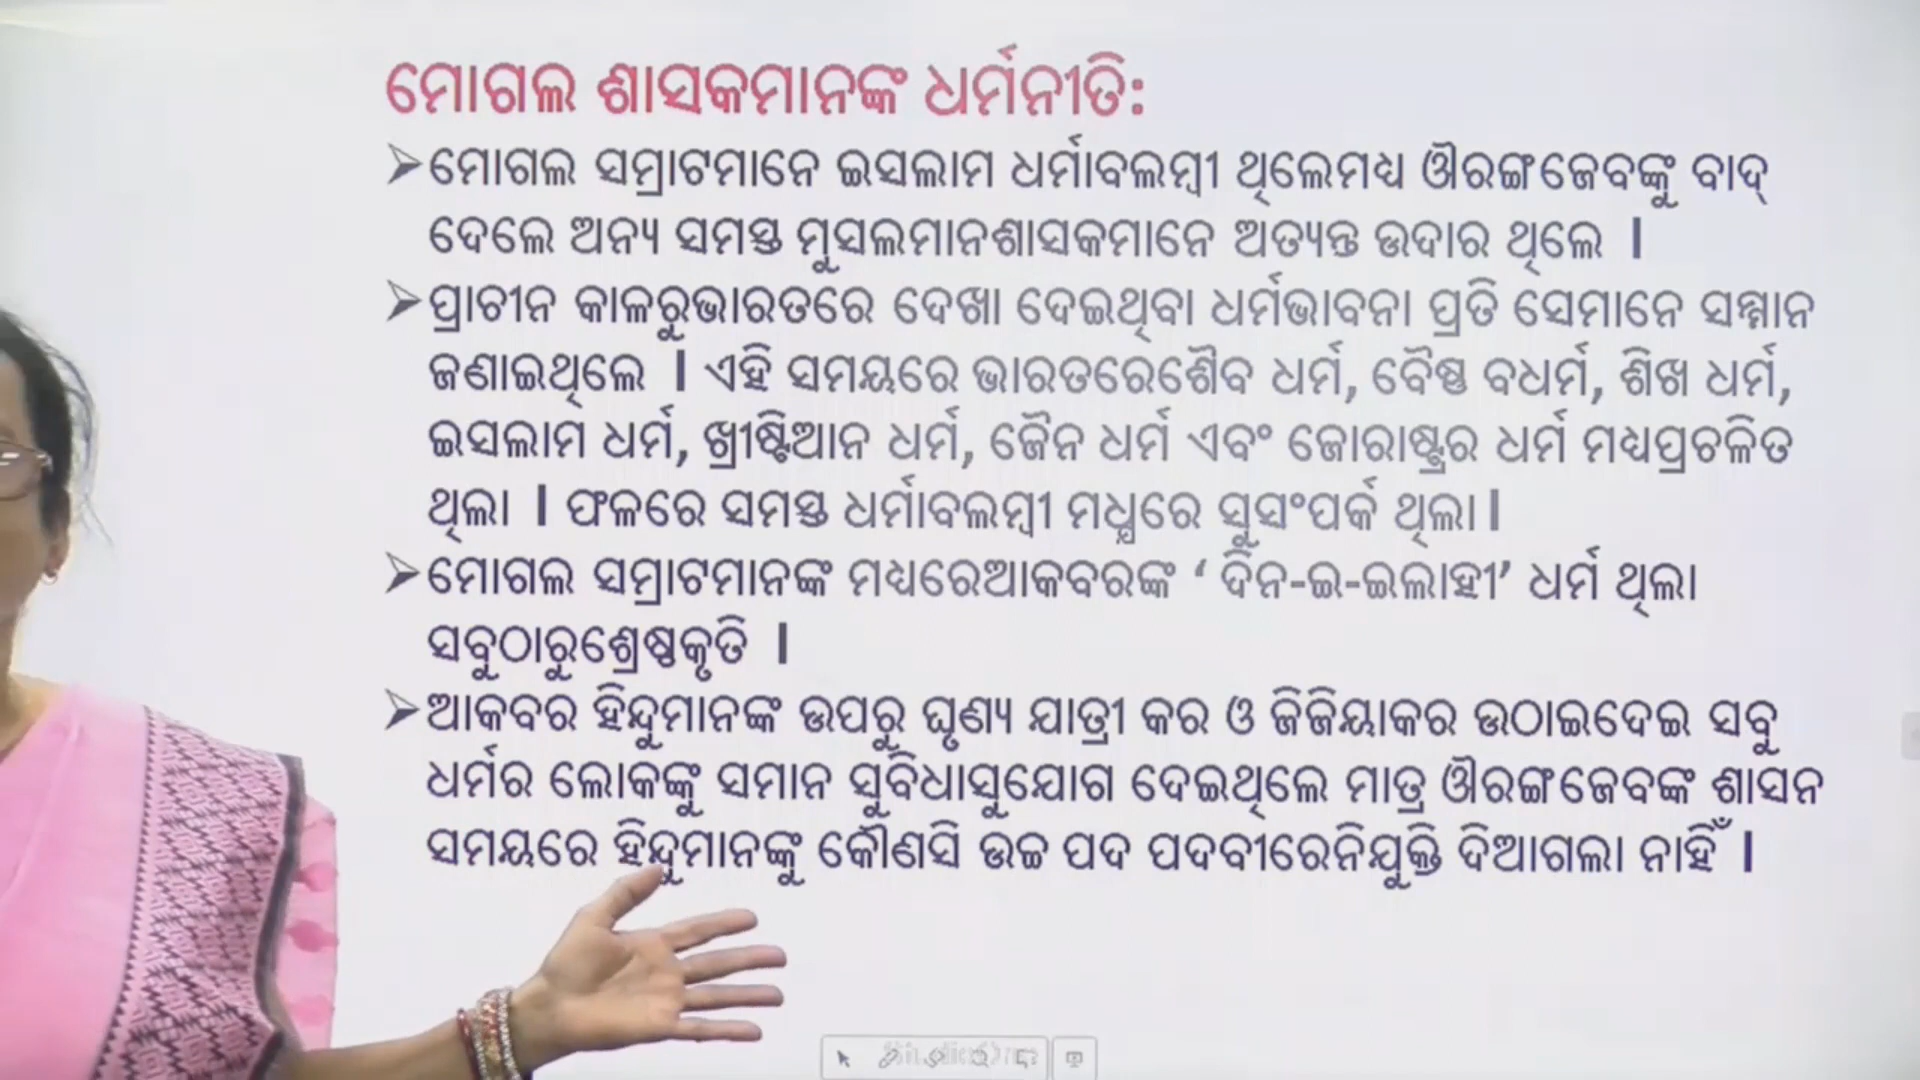 ମୋଗଲ ଶାସକମାନଙ୍କ ଧର୍ମନୀତି:
➢ମୋଗଲ ସମ୍ରାଟମାନେ ଇସଲାମ ଧର୍ମାବଲମ୍ବୀ ଥିଲେମଧ୍ୟ ଔରଙ୍ଗଜେବଙ୍କୁ ବାଦ୍
ଦେଲେ ଅନ୍ୟ ସମସ୍ତ ମୁସଲମାନଶାସକମାନେ ଅତ୍ୟନ୍ତ ଉଦାର ଥିଲେ ।
➢ପ୍ରାଚୀନ କାଳରୁଭାରତରେ ଦେଖା ଦେଇଥିବା ଧର୍ମଭାବନା ପ୍ରତି ସେମାନେ ସମ୍ମାନ
ଜଣାଇଥିଲେ । ଏହି ସମୟରେ ଭାରତରେଶୈବ ଧର୍ମ, ବୈଷ୍ଣ ବଧର୍ମ, ଶିଖ ଧର୍ମ,
ଇସଲାମ ଧର୍ମ, ଖ୍ରୀଷ୍ଟିଆନ ଧର୍ମ, ଜୈନ ଧର୍ମ ଏବଂ ଜୋରାଷ୍ଟ୍ରର ଧର୍ମ ମଧ୍ୟପ୍ରଚଳିତ
ଥିଲା । ଫଳରେ ସମସ୍ତ ଧର୍ମାବଲମ୍ବୀ ମଧ୍ଯରେ ସୁସଂପର୍କ ଥିଲା।
➢ମୋଗଲ ସମ୍ରାଟମାନଙ୍କ ମଧ୍ୟରେଆକବରଙ୍କ ‘ ଦିନ-ଇ-ଇଲାହୀ’ ଧର୍ମ ଥିଲା
ସବୁଠାରୁଶ୍ରେଷ୍ଠକୃତି ।
➢ଆକବର ହିନ୍ଦୁମାନଙ୍କ ଉପରୁ ଘୃଣ୍ୟ ଯାତ୍ରୀ କର ଓ ଜିଜିୟାକର ଉଠାଇଦେଇ ସବୁ
ଧର୍ମର ଲୋକଙ୍କୁ ସମାନ ସୁବିଧାସୁଯୋଗ ଦେଇଥିଲେ ମାତ୍ର ଔରଙ୍ଗଜେବଙ୍କ ଶାସନ
ସମୟରେ ହିନ୍ଦୁମାନଙ୍କୁ କୌଣସି ଉଚ୍ଚ ପଦ ପଦବୀରେନିଯୁକ୍ତି ଦିଆଗଲା ନାହିଁ ।